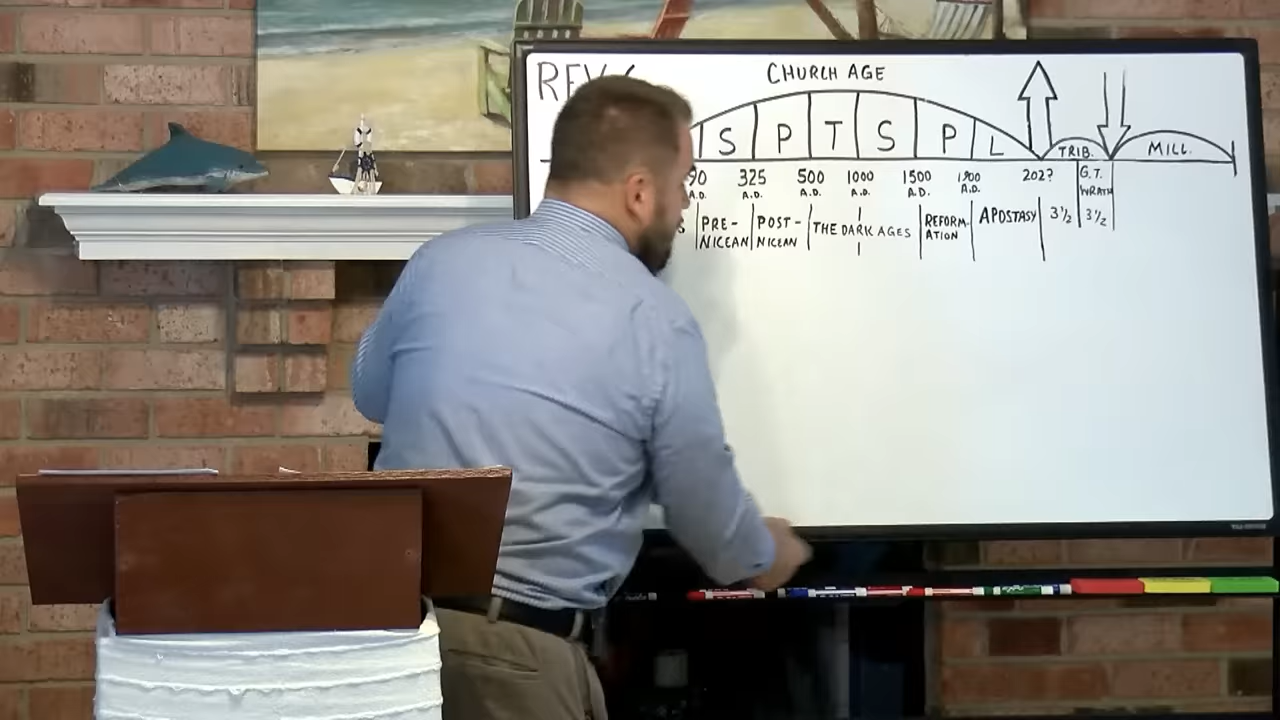 REV
CHURCH AGE
S P T S P L TRIB. MILL.
90 325 500 1000 1500 1900 202? G.T.
A.D. A.D. A.D. A.D. A.D. A.D. WRATH
S PRE- POST- THE DARK AGES REFORM- APOSTASY 3½ 3½
NICEAN NICEAN ATION